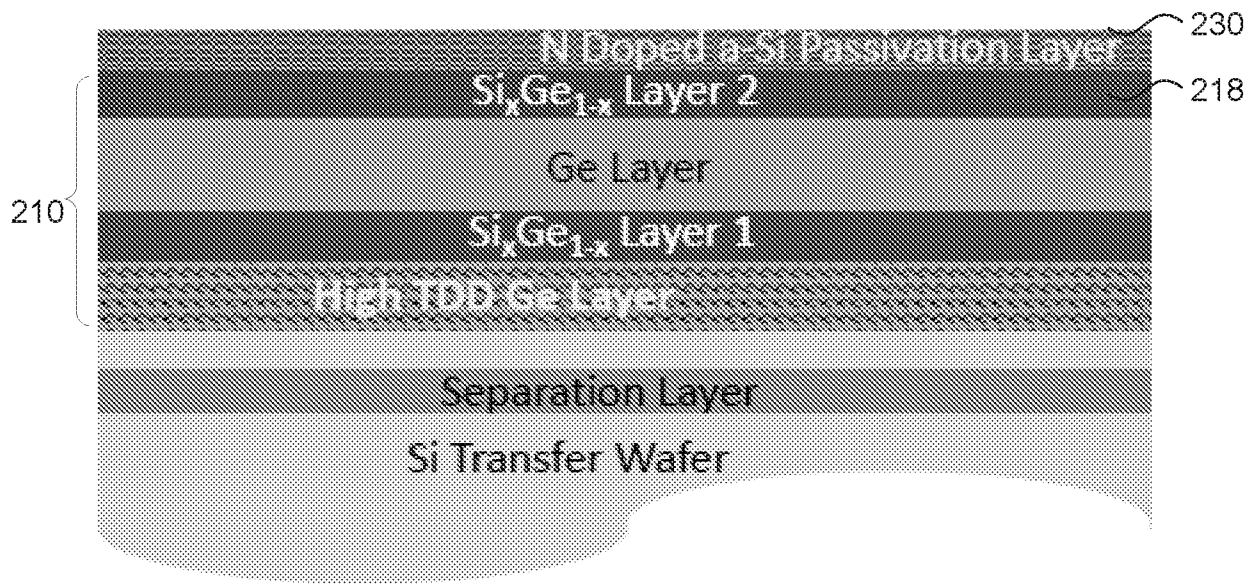 230
N Doped a-Si Passivation Layer
SiₓGe₁₋ₓ Layer 2
218
Ge Layer
210
SiₓGe₁₋ₓ Layer 1
High TDD Ge Layer
Separation Layer
Si Transfer Wafer